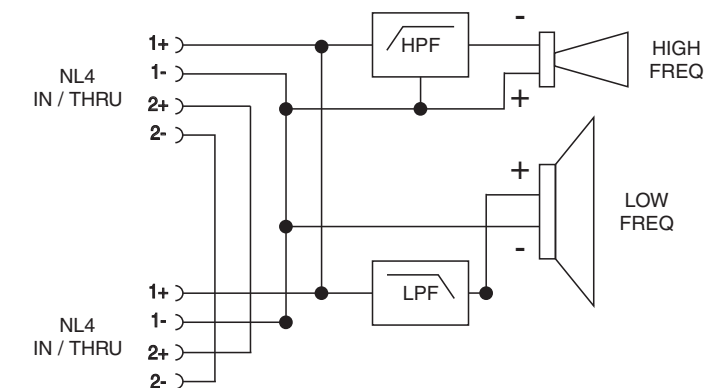 NL4
IN / THRU
1+
1-
2+
2-
HPF
-
+
HIGH
FREQ
+
-
LOW
FREQ
NL4
IN / THRU
1+
1-
2+
2-
LPF